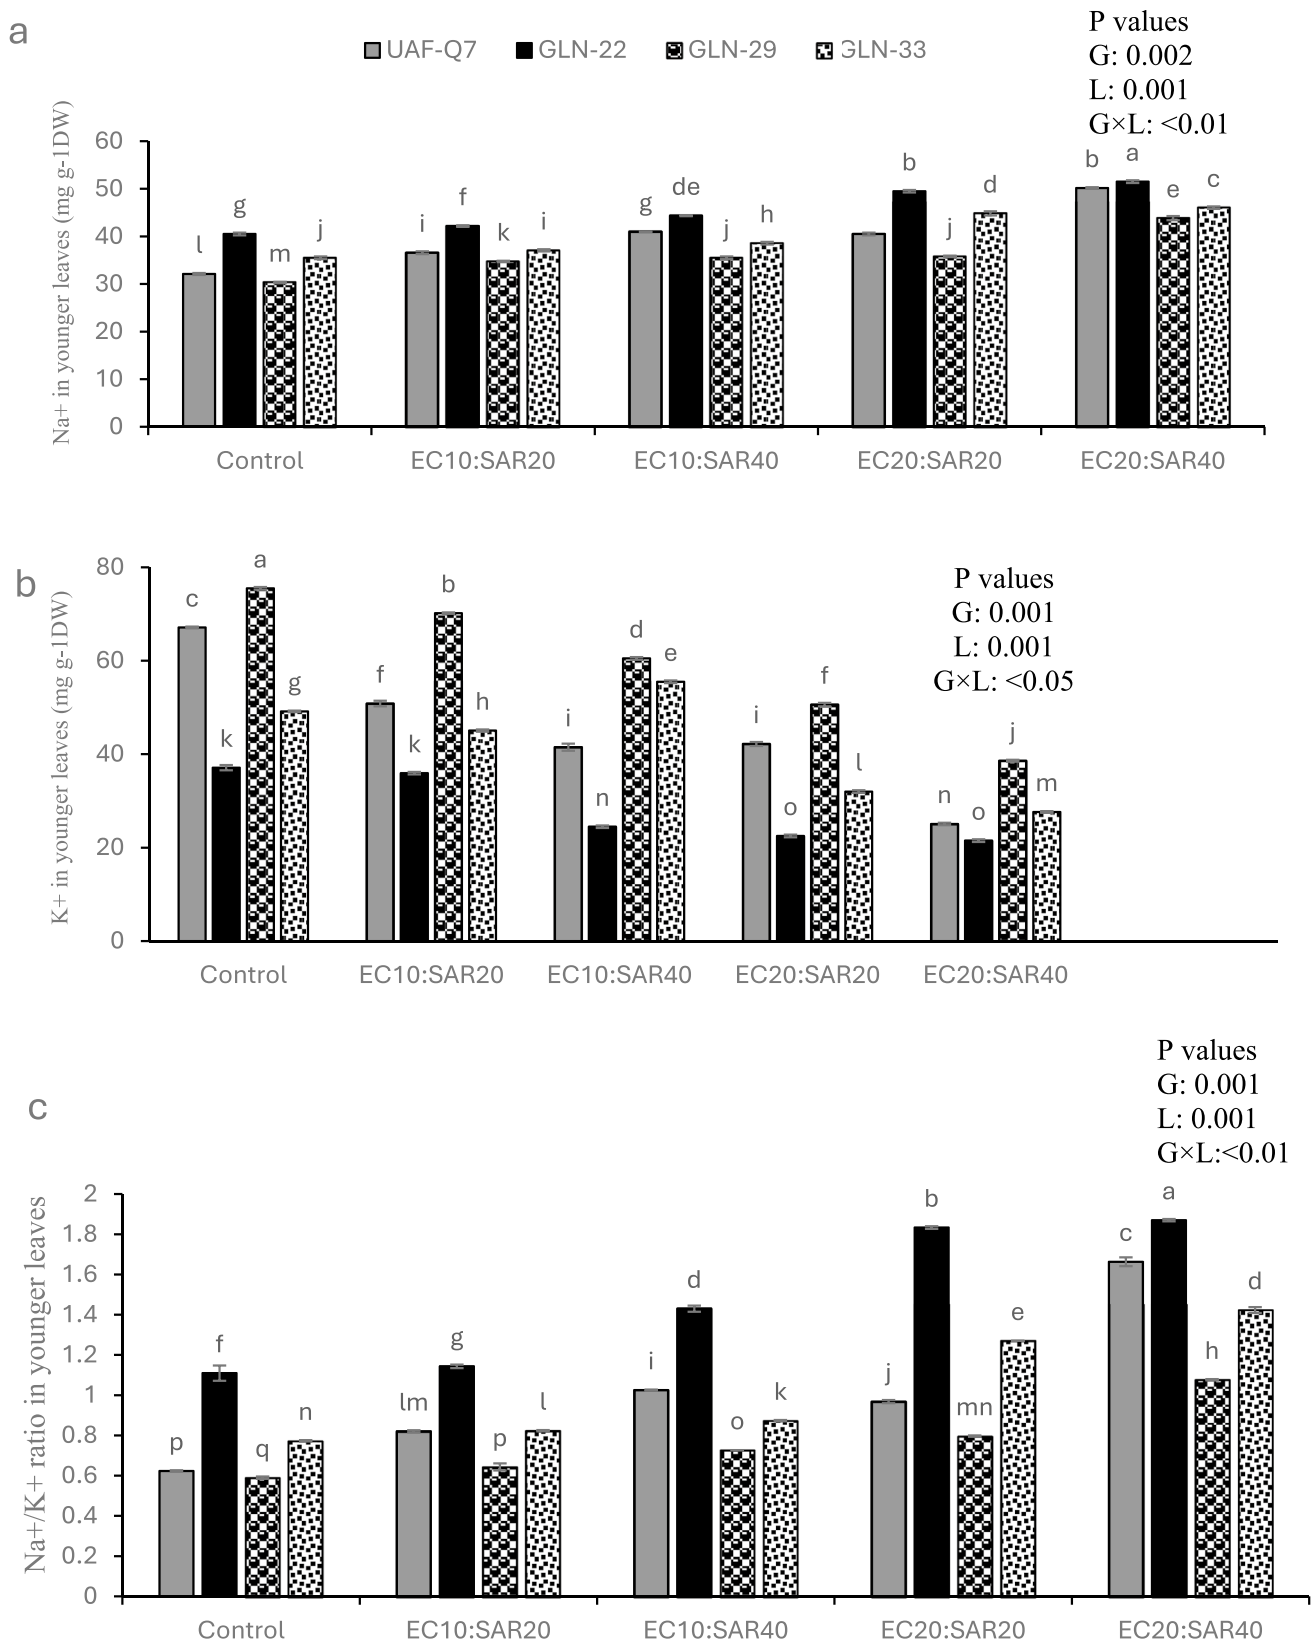 a
UAF-Q7 GLN-22 GLN-29 GLN-33
P values
G: 0.002
L: 0.001
G×L: <0.01
Na+ in younger leaves (mg g-1DW)
60
50
40
30
20
10
0
l g m j
i f k i
g de j h
b j d
b a e c
Control EC10:SAR20 EC10:SAR40 EC20:SAR20 EC20:SAR40
b
P values
G: 0.001
L: 0.001
G×L: <0.05
K+ in younger leaves (mg g-1DW)
80
60
40
20
0
c k a g
f k b h
i n d e
i o f l
n o j m
Control EC10:SAR20 EC10:SAR40 EC20:SAR20 EC20:SAR40
c
P values
G: 0.001
L: 0.001
G×L:<0.01
Na+/K+ ratio in younger leaves
2
1.8
1.6
1.4
1.2
1
0.8
0.6
0.4
0.2
0
p f q n
lm g p l
i d o k
j b mn e
c a h d
Control EC10:SAR20 EC10:SAR40 EC20:SAR20 EC20:SAR40